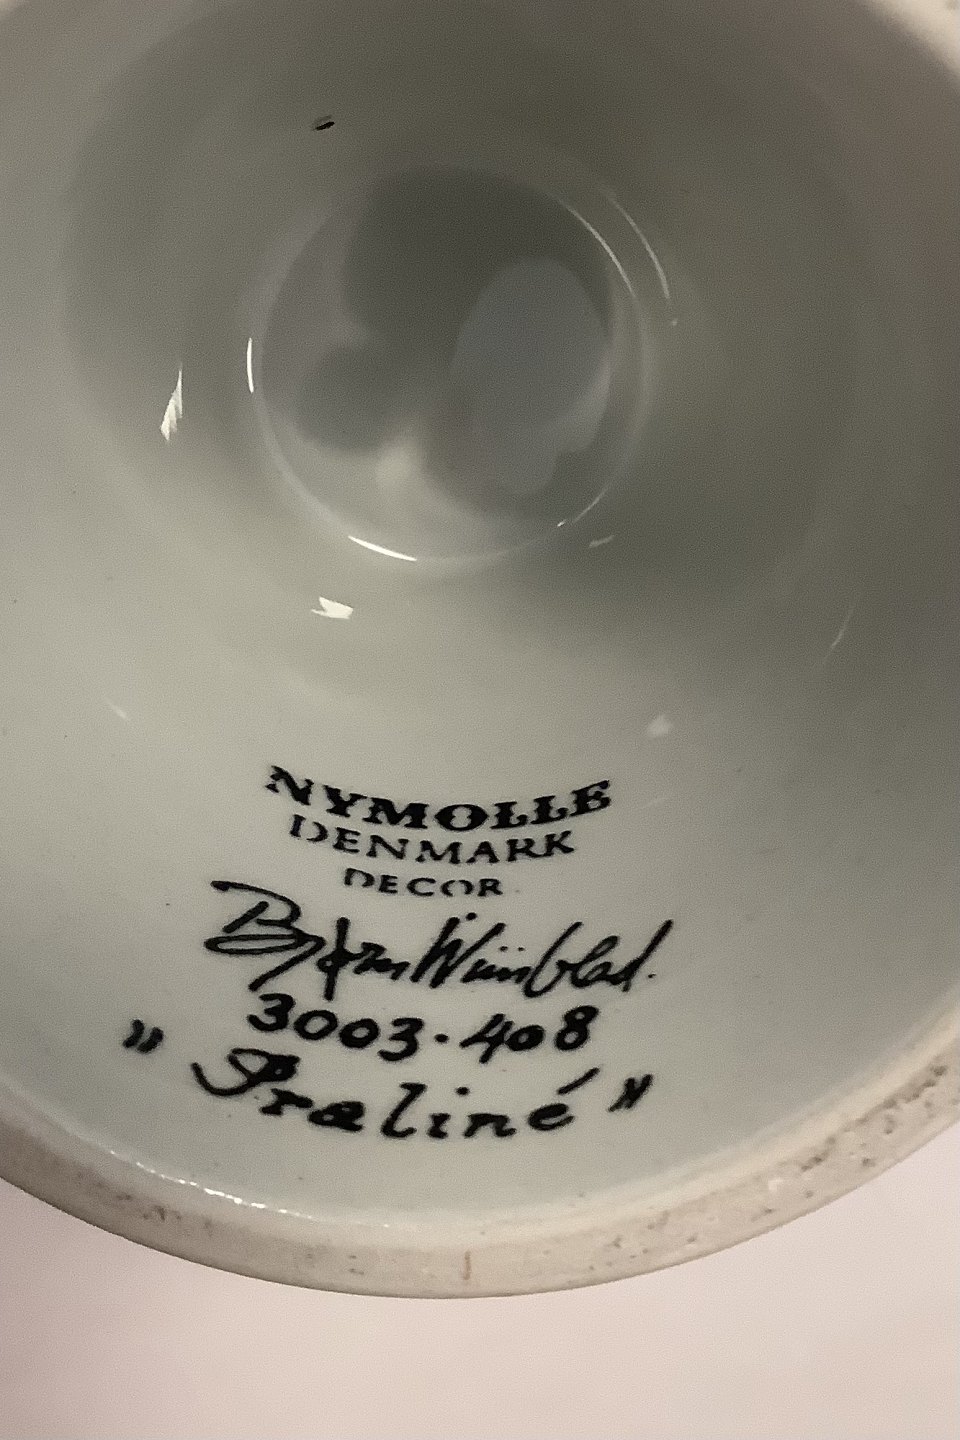 NYMOLLE
DENMARK
DECOR
Bjørn Wiinblad.
3003·408
"Praliné"